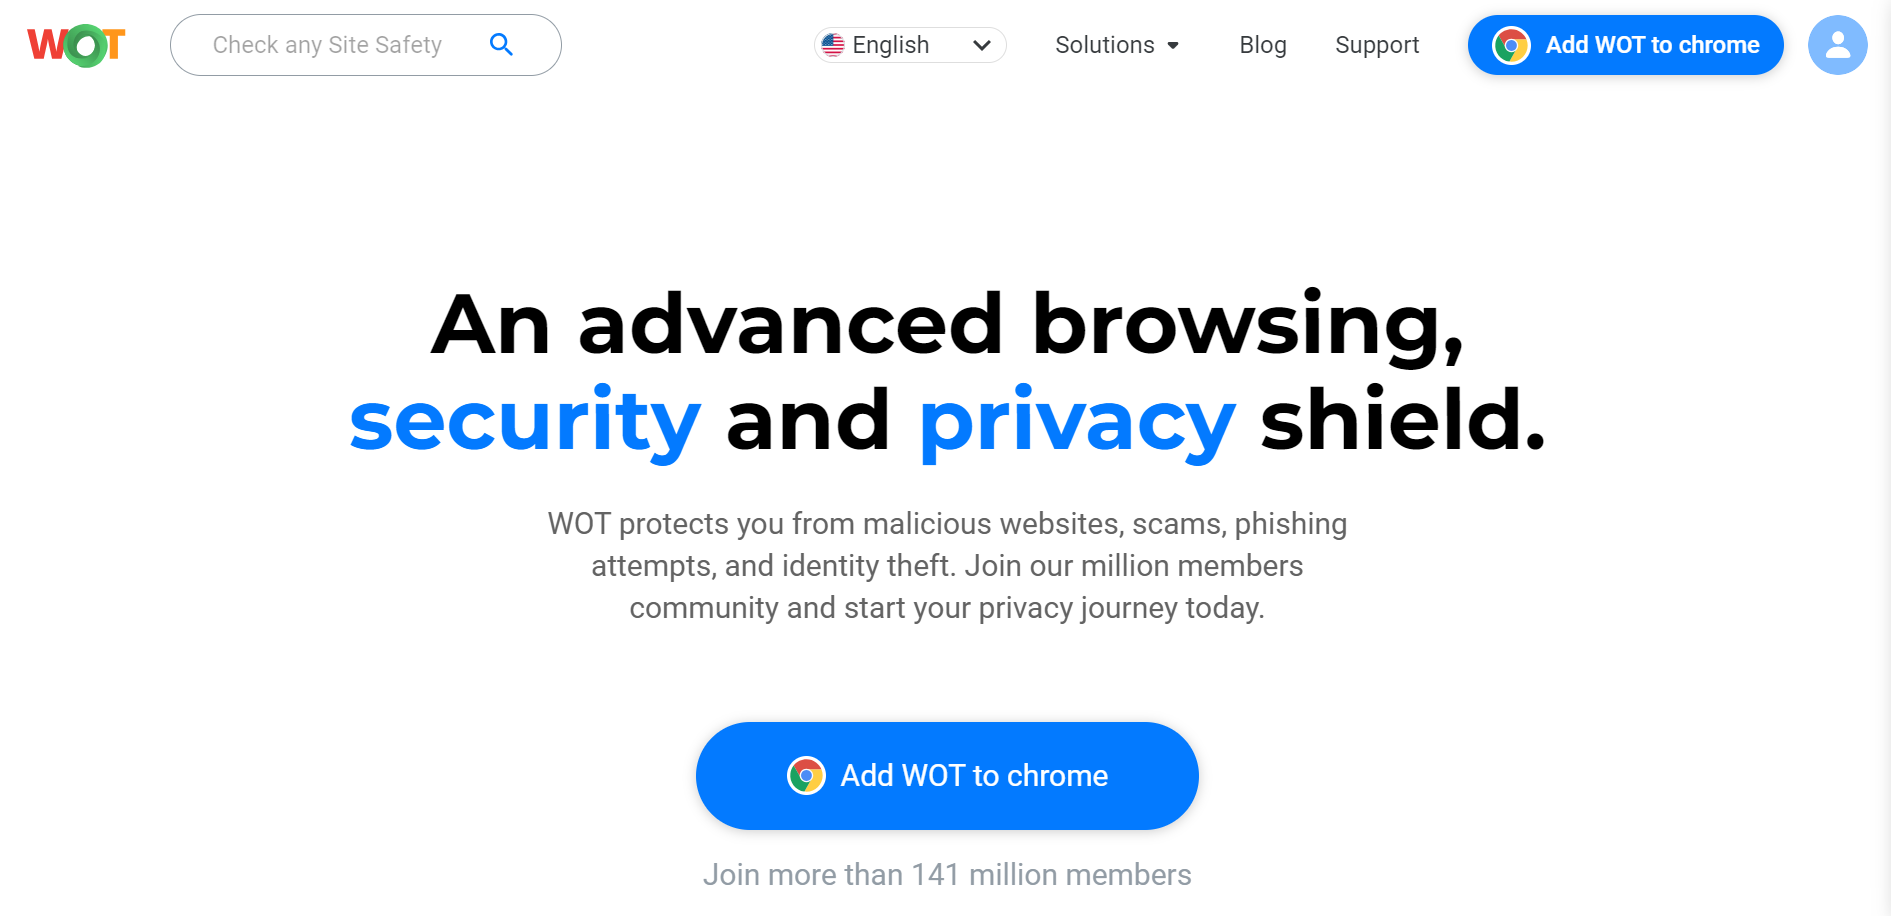 WOT
Check any Site Safety
English
Solutions
Blog
Support
Add WOT to chrome
An advanced browsing,
security and privacy shield.
WOT protects you from malicious websites, scams, phishing
attempts, and identity theft. Join our million members
community and start your privacy journey today.
Add WOT to chrome
Join more than 141 million members